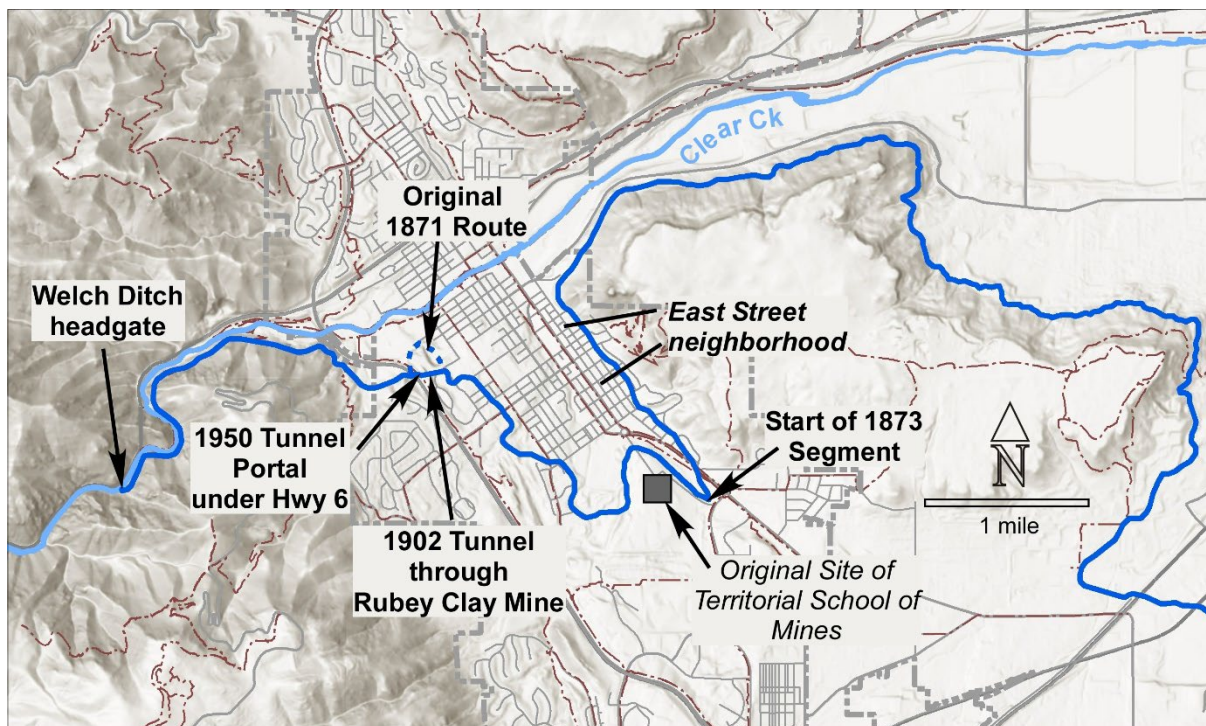 Clear Ck
Original
1871 Route
Welch Ditch
headgate
East Street
neighborhood
1950 Tunnel
Portal
under Hwy 6
Start of 1873
Segment
N
1 mile
1902 Tunnel
through
Rubey Clay Mine
Original Site of
Territorial School of
Mines